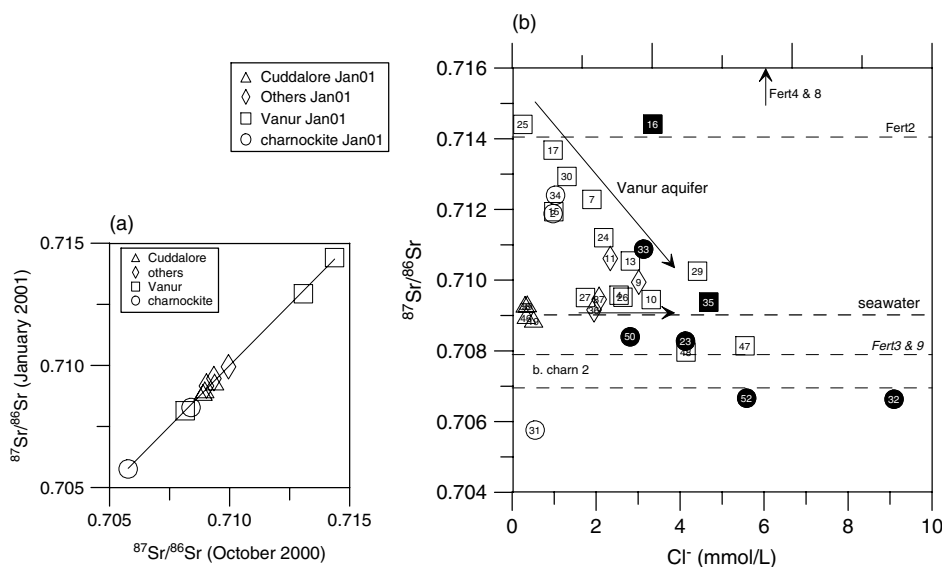 Cuddalore Jan01
Others Jan01
Vanur Jan01
charnockite Jan01
(a)
0.715
0.710
0.705
87Sr/86Sr (January 2001)
Cuddalore
others
Vanur
charnockite
0.705 0.710 0.715
87Sr/86Sr (October 2000)
(b)
0.716
0.714
0.712
0.710
0.708
0.706
0.704
87Sr/86Sr
Fert4 & 8
25
16
Fert2
17
30
Vanur aquifer
34
7
24
33
11
13
29
9
27
26
10
35
seawater
50
23
47
48
Fert3 & 9
b. charn 2
52
32
31
0 2 4 6 8 10
Cl- (mmol/L)